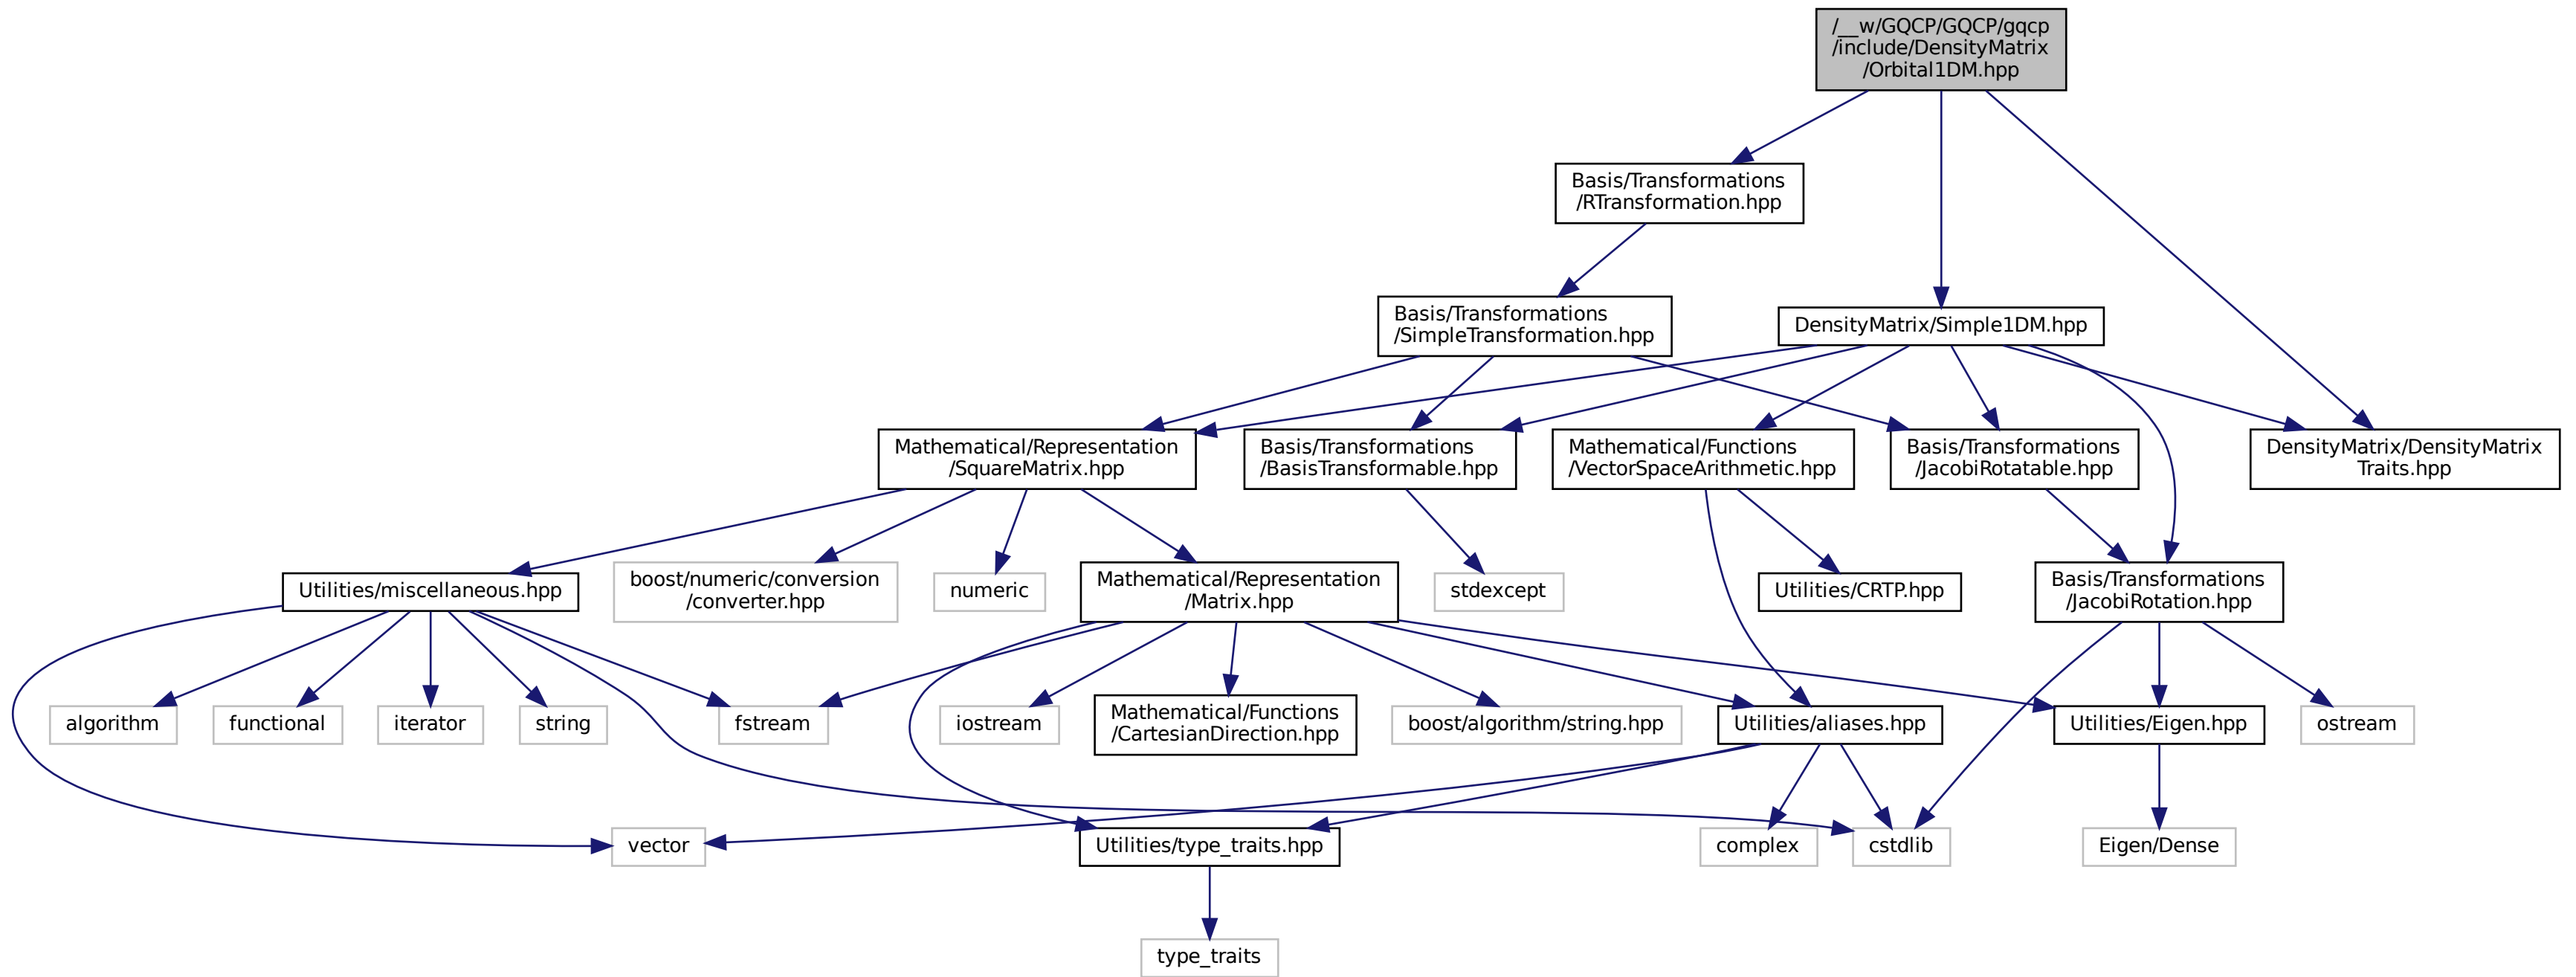 /__w/GQCP/GQCP/gqcp
/include/DensityMatrix
/Orbital1DM.hpp
Basis/Transformations
/RTransformation.hpp
Basis/Transformations
/SimpleTransformation.hpp
DensityMatrix/Simple1DM.hpp
Mathematical/Representation
/SquareMatrix.hpp
Basis/Transformations
/BasisTransformable.hpp
Mathematical/Functions
/VectorSpaceArithmetic.hpp
Basis/Transformations
/JacobiRotatable.hpp
DensityMatrix/DensityMatrix
Traits.hpp
Utilities/miscellaneous.hpp
boost/numeric/conversion
/converter.hpp
numeric
Mathematical/Representation
/Matrix.hpp
stdexcept
Utilities/CRTP.hpp
Basis/Transformations
/JacobiRotation.hpp
algorithm
functional
iterator
string
fstream
iostream
Mathematical/Functions
/CartesianDirection.hpp
boost/algorithm/string.hpp
Utilities/aliases.hpp
Utilities/Eigen.hpp
ostream
vector
Utilities/type_traits.hpp
complex
cstdlib
Eigen/Dense
type_traits